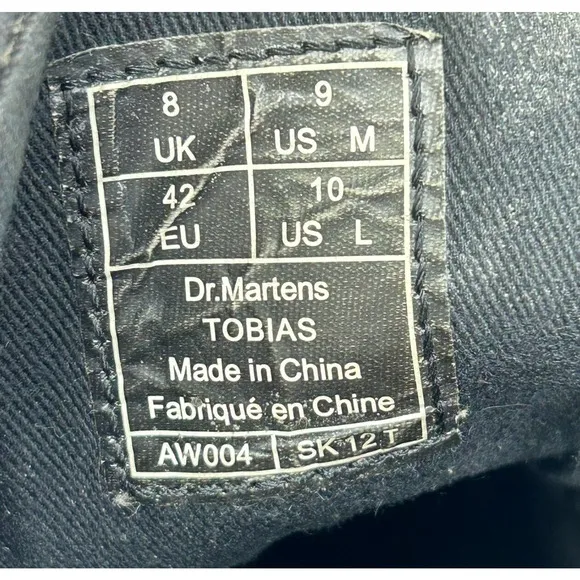 8 UK
9 US M
42 EU
10 US L
Dr.Martens
TOBIAS
Made in China
Fabriqué en Chine
AW004 SK 12 T